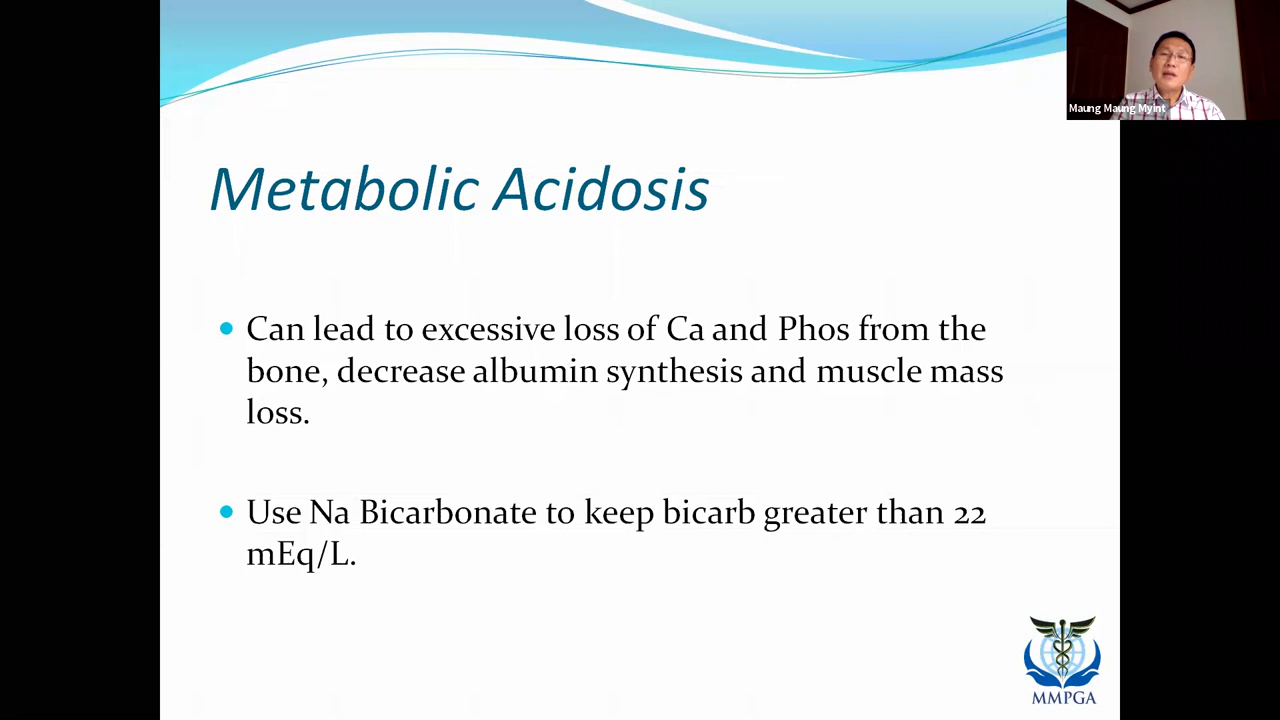 Maung Maung Myint
Metabolic Acidosis
Can lead to excessive loss of Ca and Phos from the
bone, decrease albumin synthesis and muscle mass
loss.
Use Na Bicarbonate to keep bicarb greater than 22
mEq/L.
MMPGA